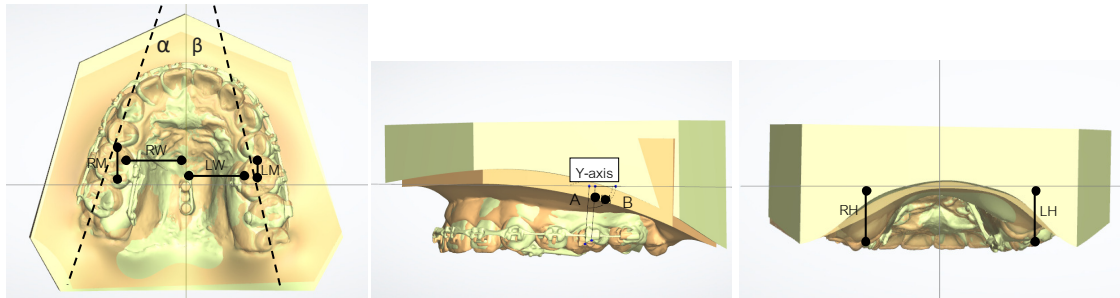 α β
RM RW LW LM
Y-axis
A B
RH LH